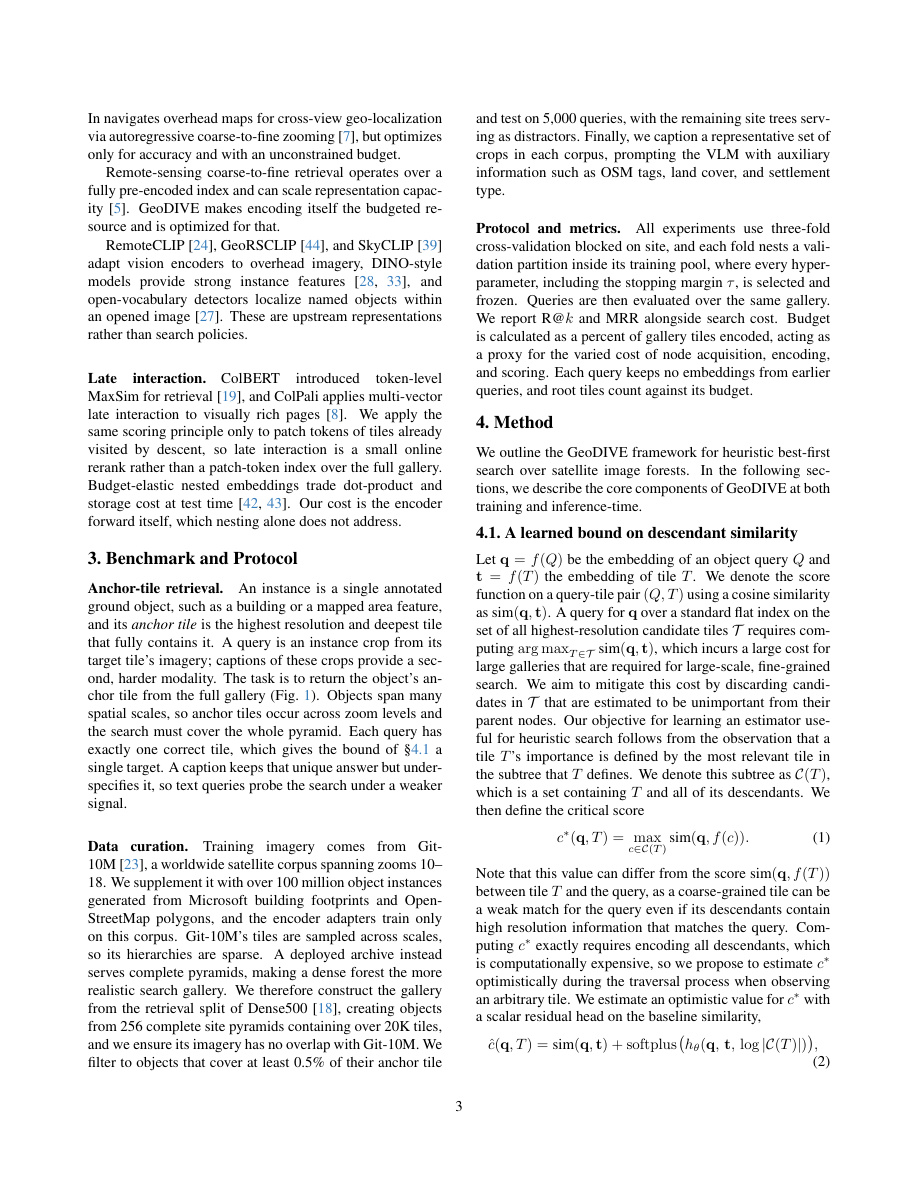 In navigates overhead maps for cross-view geo-localization
via autoregressive coarse-to-fine zooming [7], but optimizes
only for accuracy and with an unconstrained budget.
Remote-sensing coarse-to-fine retrieval operates over a
fully pre-encoded index and can scale representation capac-
ity [5]. GeoDIVE makes encoding itself the budgeted re-
source and is optimized for that.
RemoteCLIP [24], GeoRSCLIP [44], and SkyCLIP [39]
adapt vision encoders to overhead imagery, DINO-style
models provide strong instance features [28, 33], and
open-vocabulary detectors localize named objects within
an opened image [27]. These are upstream representations
rather than search policies.
Late interaction. ColBERT introduced token-level
MaxSim for retrieval [19], and ColPali applies multi-vector
late interaction to visually rich pages [8]. We apply the
same scoring principle only to patch tokens of tiles already
visited by descent, so late interaction is a small online
rerank rather than a patch-token index over the full gallery.
Budget-elastic nested embeddings trade dot-product and
storage cost at test time [42, 43]. Our cost is the encoder
forward itself, which nesting alone does not address.
3. Benchmark and Protocol
Anchor-tile retrieval. An instance is a single annotated
ground object, such as a building or a mapped area feature,
and its anchor tile is the highest resolution and deepest tile
that fully contains it. A query is an instance crop from its
target tile's imagery; captions of these crops provide a sec-
ond, harder modality. The task is to return the object's an-
chor tile from the full gallery (Fig. 1). Objects span many
spatial scales, so anchor tiles occur across zoom levels and
the search must cover the whole pyramid. Each query has
exactly one correct tile, which gives the bound of §4.1 a
single target. A caption keeps that unique answer but under-
specifies it, so text queries probe the search under a weaker
signal.
Data curation. Training imagery comes from Git-
10M [23], a worldwide satellite corpus spanning zooms 10–
18. We supplement it with over 100 million object instances
generated from Microsoft building footprints and Open-
StreetMap polygons, and the encoder adapters train only
on this corpus. Git-10M's tiles are sampled across scales,
so its hierarchies are sparse. A deployed archive instead
serves complete pyramids, making a dense forest the more
realistic search gallery. We therefore construct the gallery
from the retrieval split of Dense500 [18], creating objects
from 256 complete site pyramids containing over 20K tiles,
and we ensure its imagery has no overlap with Git-10M. We
filter to objects that cover at least 0.5% of their anchor tile
and test on 5,000 queries, with the remaining site trees serv-
ing as distractors. Finally, we caption a representative set of
crops in each corpus, prompting the VLM with auxiliary
information such as OSM tags, land cover, and settlement
type.
Protocol and metrics. All experiments use three-fold
cross-validation blocked on site, and each fold nests a vali-
dation partition inside its training pool, where every hyper-
parameter, including the stopping margin τ, is selected and
frozen. Queries are then evaluated over the same gallery.
We report R@k and MRR alongside search cost. Budget
is calculated as a percent of gallery tiles encoded, acting as
a proxy for the varied cost of node acquisition, encoding,
and scoring. Each query keeps no embeddings from earlier
queries, and root tiles count against its budget.
4. Method
We outline the GeoDIVE framework for heuristic best-first
search over satellite image forests. In the following sec-
tions, we describe the core components of GeoDIVE at both
training and inference-time.
4.1. A learned bound on descendant similarity
Let q = f(Q) be the embedding of an object query Q and
t = f(T) the embedding of tile T. We denote the score
function on a query-tile pair (Q, T) using a cosine similarity
as sim(q, t). A query for q over a standard flat index on the
set of all highest-resolution candidate tiles 𝒯 requires com-
puting arg max_{T∈𝒯} sim(q, t), which incurs a large cost for
large galleries that are required for large-scale, fine-grained
search. We aim to mitigate this cost by discarding candi-
dates in 𝒯 that are estimated to be unimportant from their
parent nodes. Our objective for learning an estimator use-
ful for heuristic search follows from the observation that a
tile T's importance is defined by the most relevant tile in
the subtree that T defines. We denote this subtree as 𝒞(T),
which is a set containing T and all of its descendants. We
then define the critical score
c*(q, T) = max_{c∈𝒞(T)} sim(q, f(c)). (1)
Note that this value can differ from the score sim(q, f(T))
between tile T and the query, as a coarse-grained tile can be
a weak match for the query even if its descendants contain
high resolution information that matches the query. Com-
puting c* exactly requires encoding all descendants, which
is computationally expensive, so we propose to estimate c*
optimistically during the traversal process when observing
an arbitrary tile. We estimate an optimistic value for c* with
a scalar residual head on the baseline similarity,
ĉ(q, T) = sim(q, t) + softplus(h_θ(q, t, log |𝒞(T)|)),
(2)
3